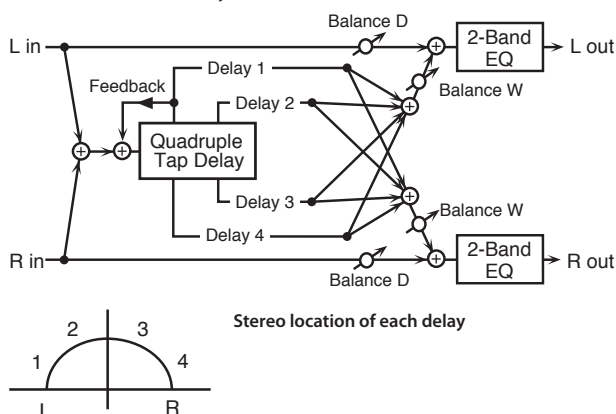 Balance D
L in
2-Band
EQ
L out
Feedback
Delay 1
Balance W
Delay 2
Quadruple
Tap Delay
Delay 3
Delay 4
Balance W
R in
Balance D
2-Band
EQ
R out
Stereo location of each delay
2 3
1 4
L R